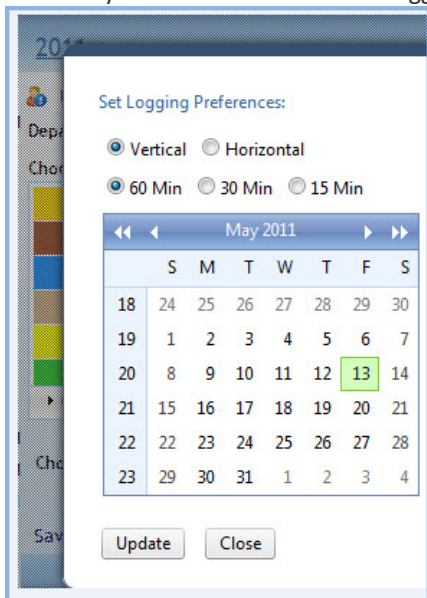 Set Logging Preferences:
Vertical Horizontal
60 Min 30 Min 15 Min
May 2011
S M T W T F S
18 24 25 26 27 28 29 30
19 1 2 3 4 5 6 7
20 8 9 10 11 12 13 14
21 15 16 17 18 19 20 21
22 22 23 24 25 26 27 28
23 29 30 31 1 2 3 4
Update Close